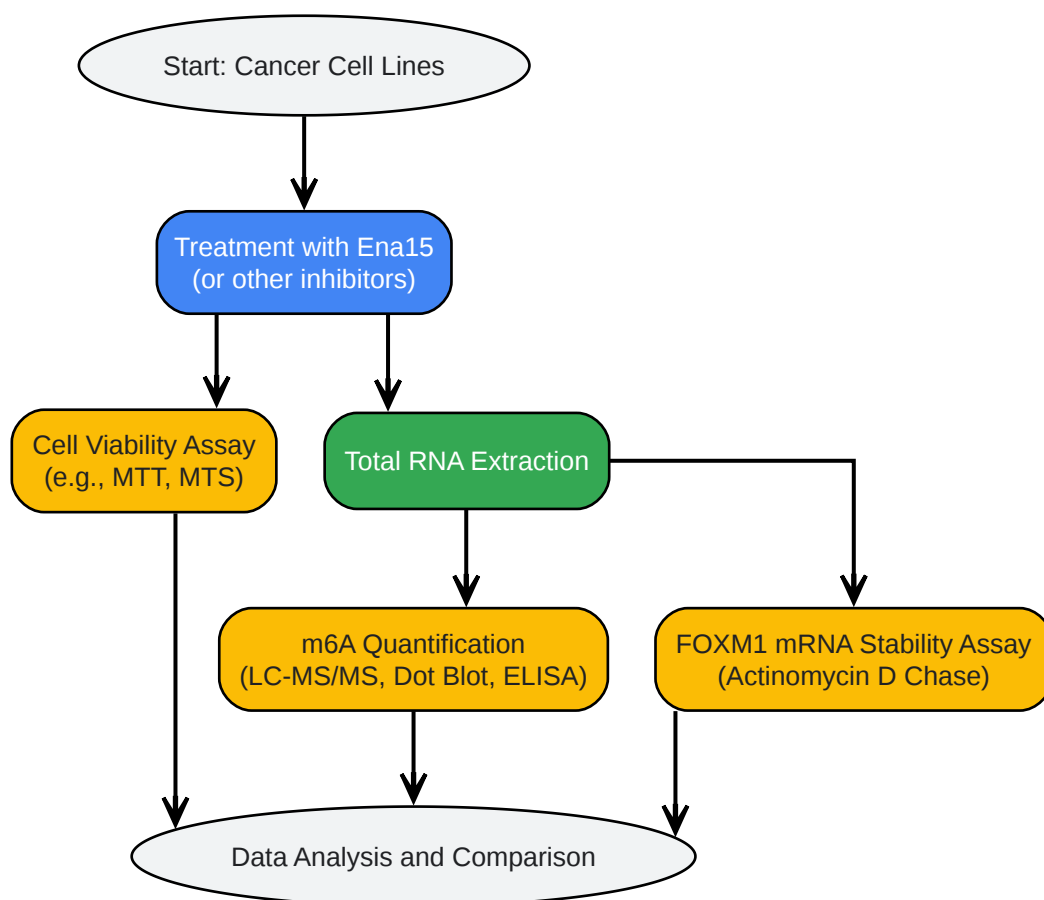 Start: Cancer Cell Lines
Treatment with Ena15
(or other inhibitors)
Cell Viability Assay
(e.g., MTT, MTS)
Total RNA Extraction
m6A Quantification
(LC-MS/MS, Dot Blot, ELISA)
FOXM1 mRNA Stability Assay
(Actinomycin D Chase)
Data Analysis and Comparison